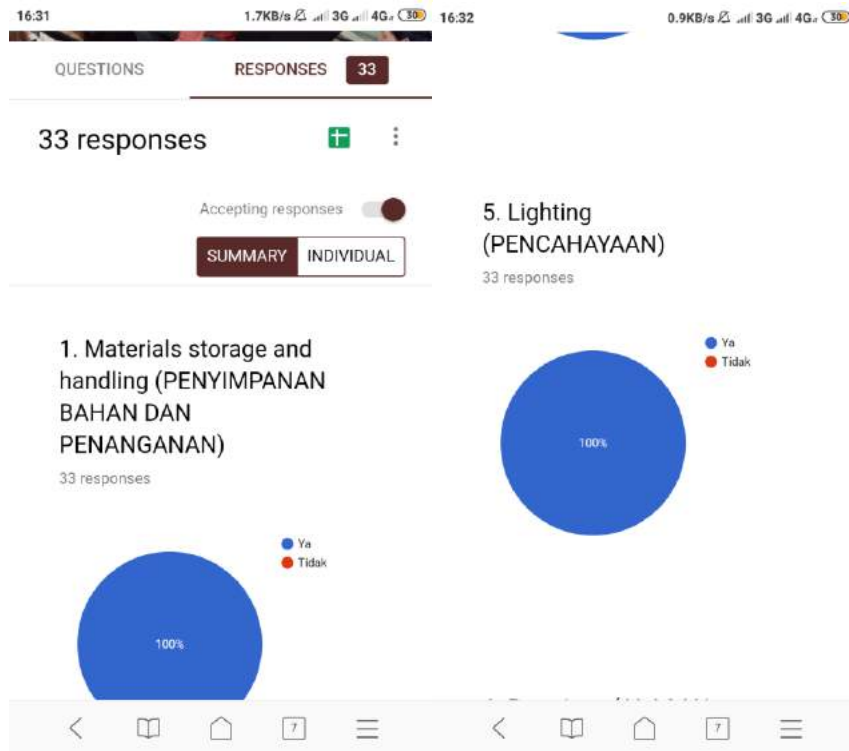 16:31
1.7KB/s 3G 4G 30
QUESTIONS
RESPONSES 33
33 responses
Accepting responses
SUMMARY INDIVIDUAL
1. Materials storage and
handling (PENYIMPANAN
BAHAN DAN
PENANGANAN)
33 responses
Ya
Tidak
100%
7
16:32
0.9KB/s 3G 4G 30
5. Lighting
(PENCAHAYAAN)
33 responses
Ya
Tidak
100%
7